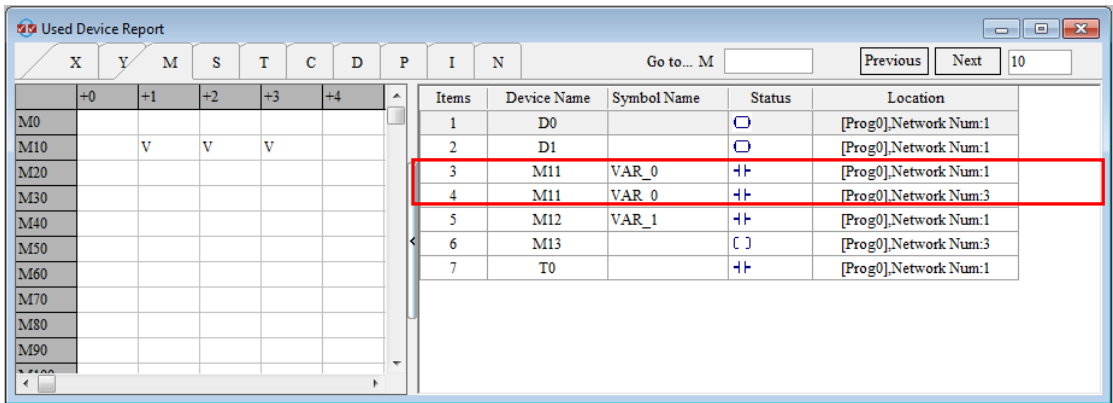 Used Device Report
X Y M S T C D P I N Go to... M Previous Next 10
+0 +1 +2 +3 +4
M0
M10 V V V
M20
M30
M40
M50
M60
M70
M80
M90
Items Device Name Symbol Name Status Location
1 D0 [Prog0],Network Num:1
2 D1 [Prog0],Network Num:1
3 M11 VAR_0 [Prog0],Network Num:1
4 M11 VAR_0 [Prog0],Network Num:3
5 M12 VAR_1 [Prog0],Network Num:1
6 M13 [Prog0],Network Num:3
7 T0 [Prog0],Network Num:1